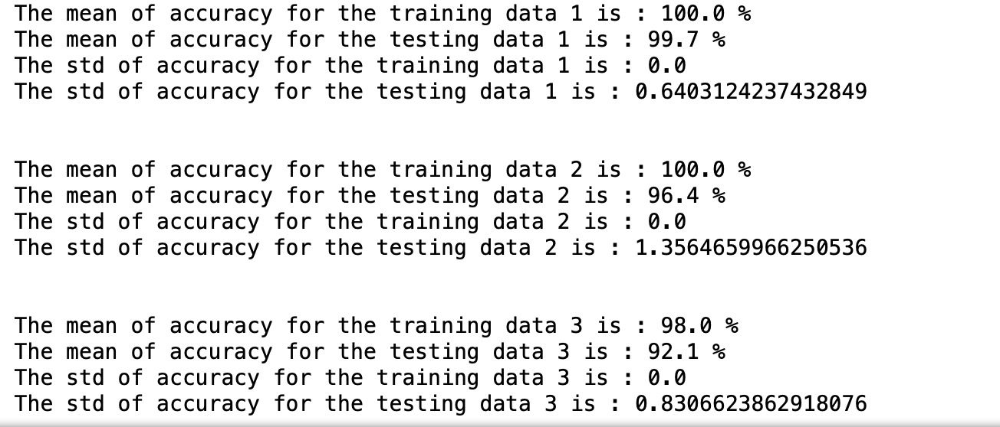 The mean of accuracy for the training data 1 is : 100.0 %
The mean of accuracy for the testing data 1 is : 99.7 %
The std of accuracy for the training data 1 is : 0.0
The std of accuracy for the testing data 1 is : 0.6403124237432849
The mean of accuracy for the training data 2 is : 100.0 %
The mean of accuracy for the testing data 2 is : 96.4 %
The std of accuracy for the training data 2 is : 0.0
The std of accuracy for the testing data 2 is : 1.3564659966250536
The mean of accuracy for the training data 3 is : 98.0 %
The mean of accuracy for the testing data 3 is : 92.1 %
The std of accuracy for the training data 3 is : 0.0
The std of accuracy for the testing data 3 is : 0.8306623862918076